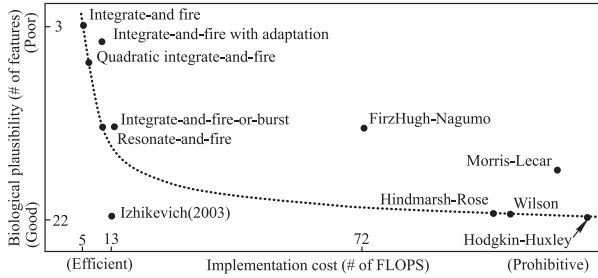 Biological plausibility (# of features)
(Good)
(Poor)
3
22
Integrate-and fire
Integrate-and-fire with adaptation
Quadratic integrate-and-fire
Integrate-and-fire-or-burst
Resonate-and-fire
FirzHugh-Nagumo
Morris-Lecar
Hindmarsh-Rose
Wilson
Izhikevich(2003)
Hodgkin-Huxley
5
13
72
(Efficient)
Implementation cost (# of FLOPS)
(Prohibitive)